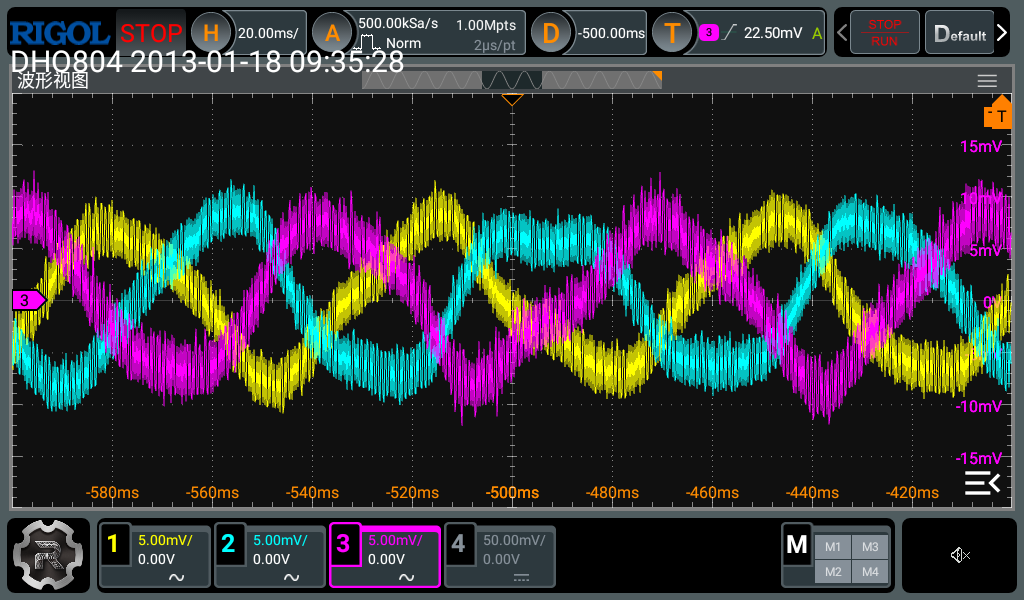 RIGOL STOP H 20.00ms/ A 500.00kSa/s 1.00Mpts Norm 2µs/pt D -500.00ms T 3 22.50mV A < STOP RUN Default >
DHO804 2013-01-18 09:35:28
波形视图
T
15mV
10mV
5mV
3
0V
-5mV
-10mV
-15mV
-580ms -560ms -540ms -520ms -500ms -480ms -460ms -440ms -420ms
1 5.00mV/ 2 5.00mV/ 3 5.00mV/ 4 50.00mV/ M M1 M3
0.00V 0.00V 0.00V 0.00V M2 M4